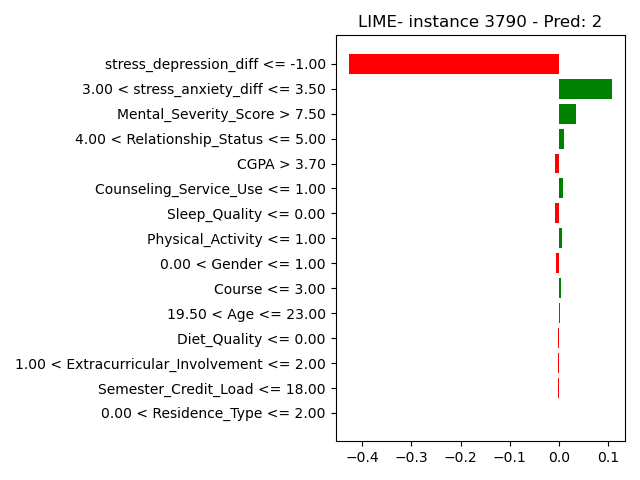 LIME- instance 3790 - Pred: 2
stress_depression_diff <= -1.00
3.00 < stress_anxiety_diff <= 3.50
Mental_Severity_Score > 7.50
4.00 < Relationship_Status <= 5.00
CGPA > 3.70
Counseling_Service_Use <= 1.00
Sleep_Quality <= 0.00
Physical_Activity <= 1.00
0.00 < Gender <= 1.00
Course <= 3.00
19.50 < Age <= 23.00
Diet_Quality <= 0.00
1.00 < Extracurricular_Involvement <= 2.00
Semester_Credit_Load <= 18.00
0.00 < Residence_Type <= 2.00
−0.4 −0.3 −0.2 −0.1 0.0 0.1